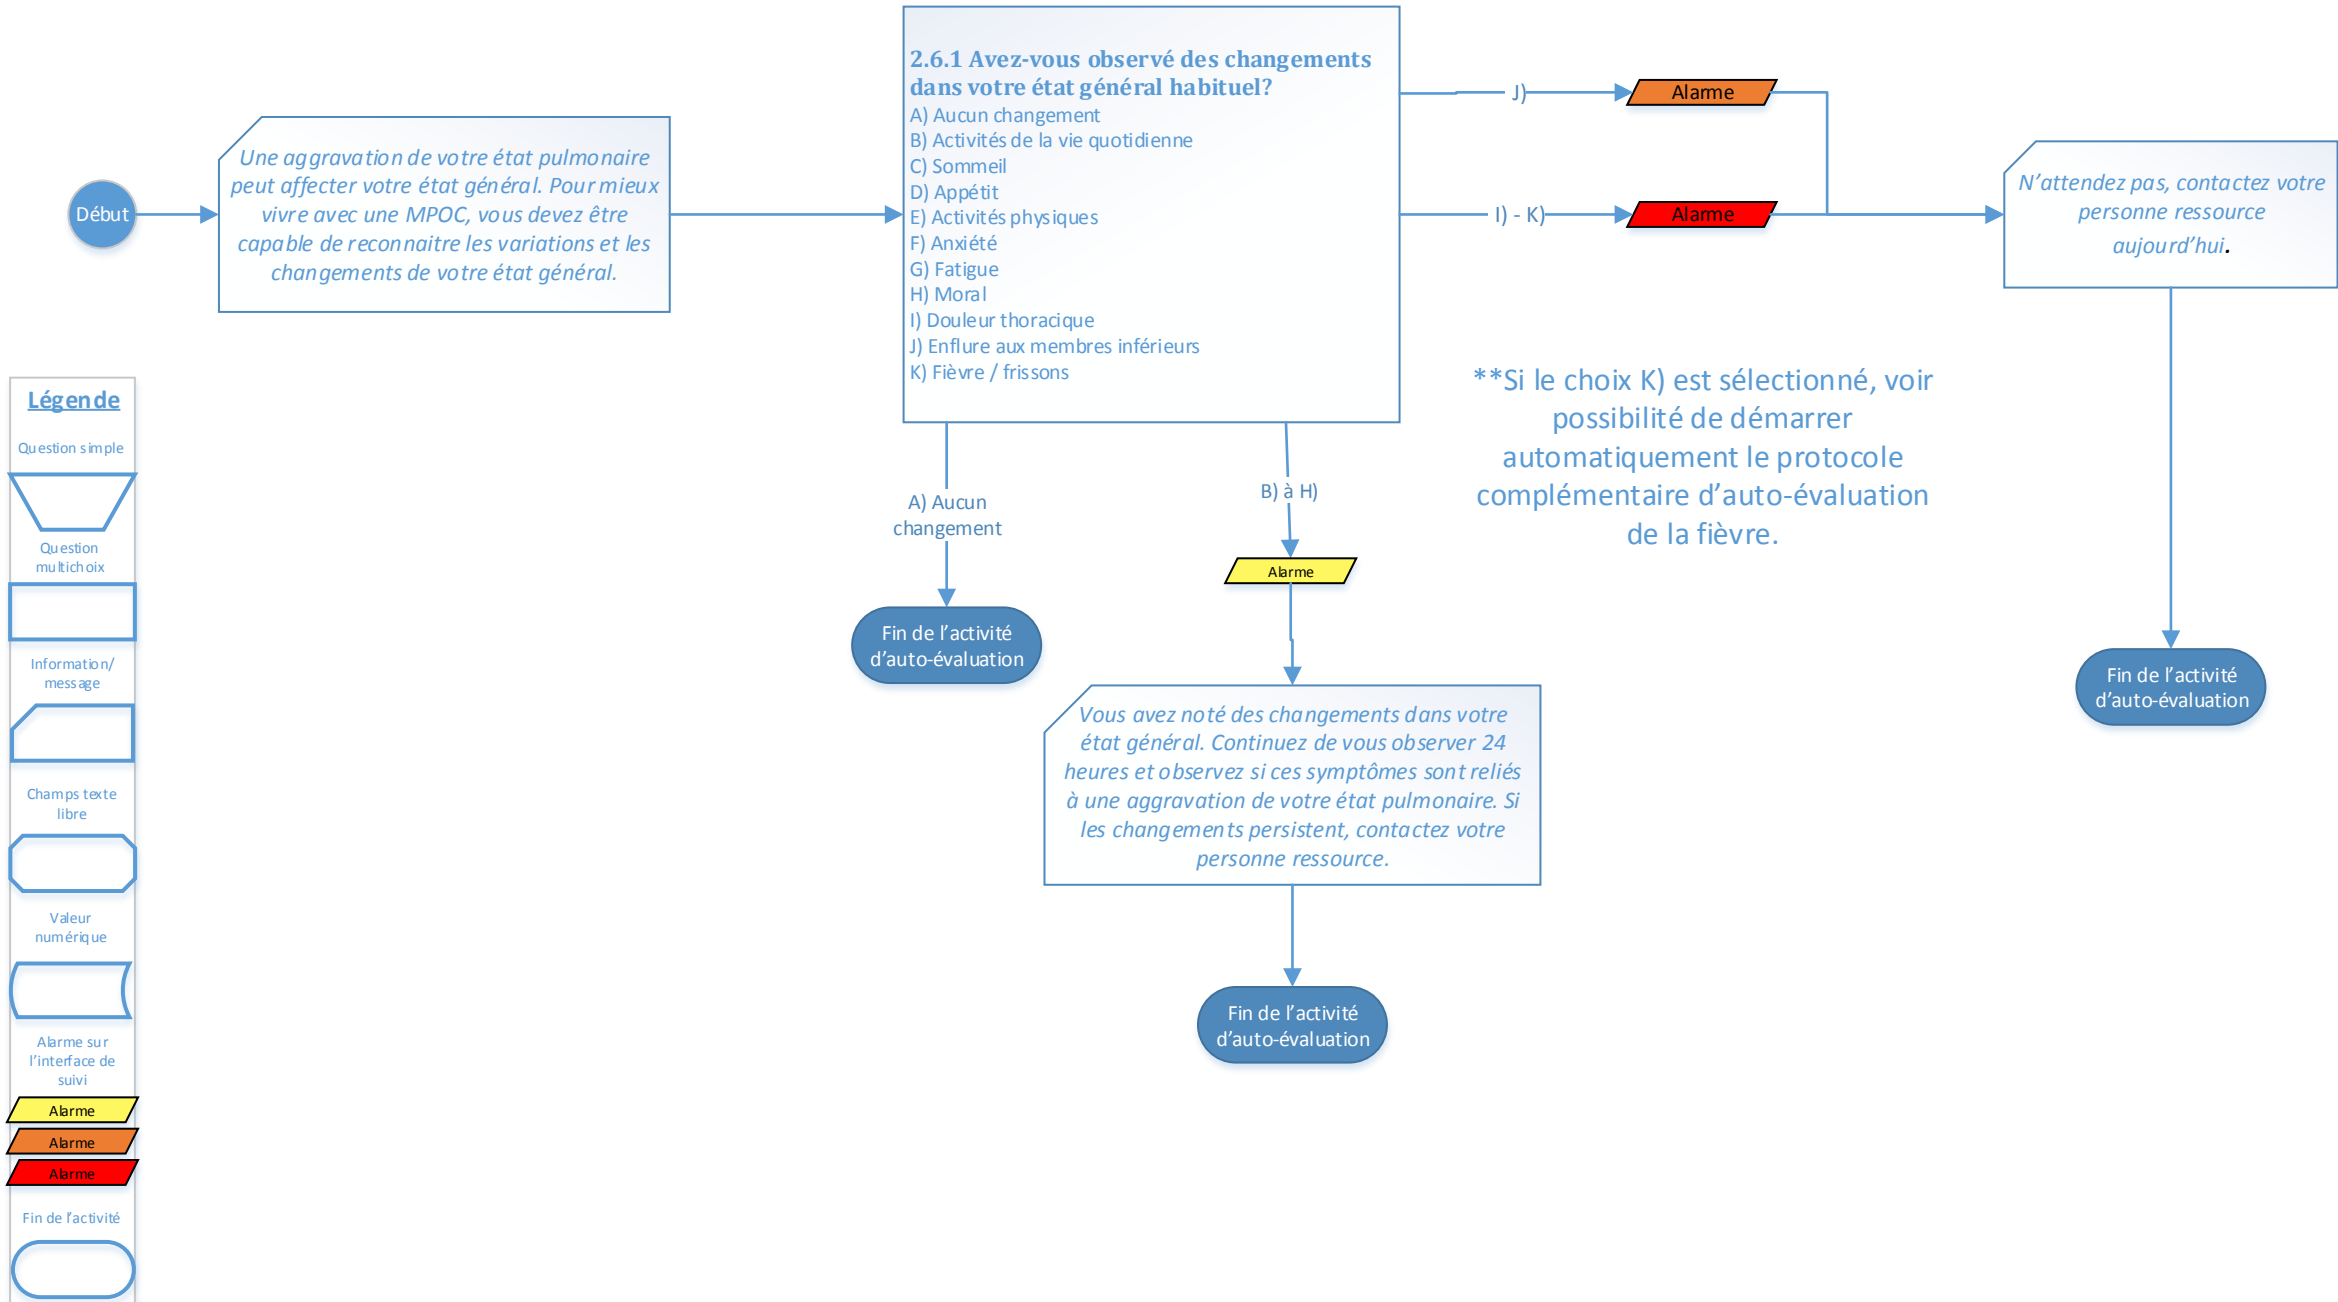 Début
Une aggravation de votre état pulmonaire
peut affecter votre état général. Pour mieux
vivre avec une MPOC, vous devez être
capable de reconnaitre les variations et les
changements de votre état général.
2.6.1 Avez-vous observé des changements
dans votre état général habituel?
A) Aucun changement
B) Activités de la vie quotidienne
C) Sommeil
D) Appétit
E) Activités physiques
F) Anxiété
G) Fatigue
H) Moral
I) Douleur thoracique
J) Enflure aux membres inférieurs
K) Fièvre / frissons
J)
Alarme
I) - K)
Alarme
N’attendez pas, contactez votre
personne ressource
aujourd’hui.
**Si le choix K) est sélectionné, voir
possibilité de démarrer
automatiquement le protocole
complémentaire d’auto-évaluation
de la fièvre.
A) Aucun
changement
B) à H)
Alarme
Fin de l’activité
d’auto-évaluation
Fin de l’activité
d’auto-évaluation
Vous avez noté des changements dans votre
état général. Continuez de vous observer 24
heures et observez si ces symptômes sont reliés
à une aggravation de votre état pulmonaire. Si
les changements persistent, contactez votre
personne ressource.
Fin de l’activité
d’auto-évaluation
Légende
Question simple
Question
multichoix
Information/
message
Champs texte
libre
Valeur
numérique
Alarme sur
l’interface de
suivi
Alarme
Alarme
Alarme
Fin de l’activité